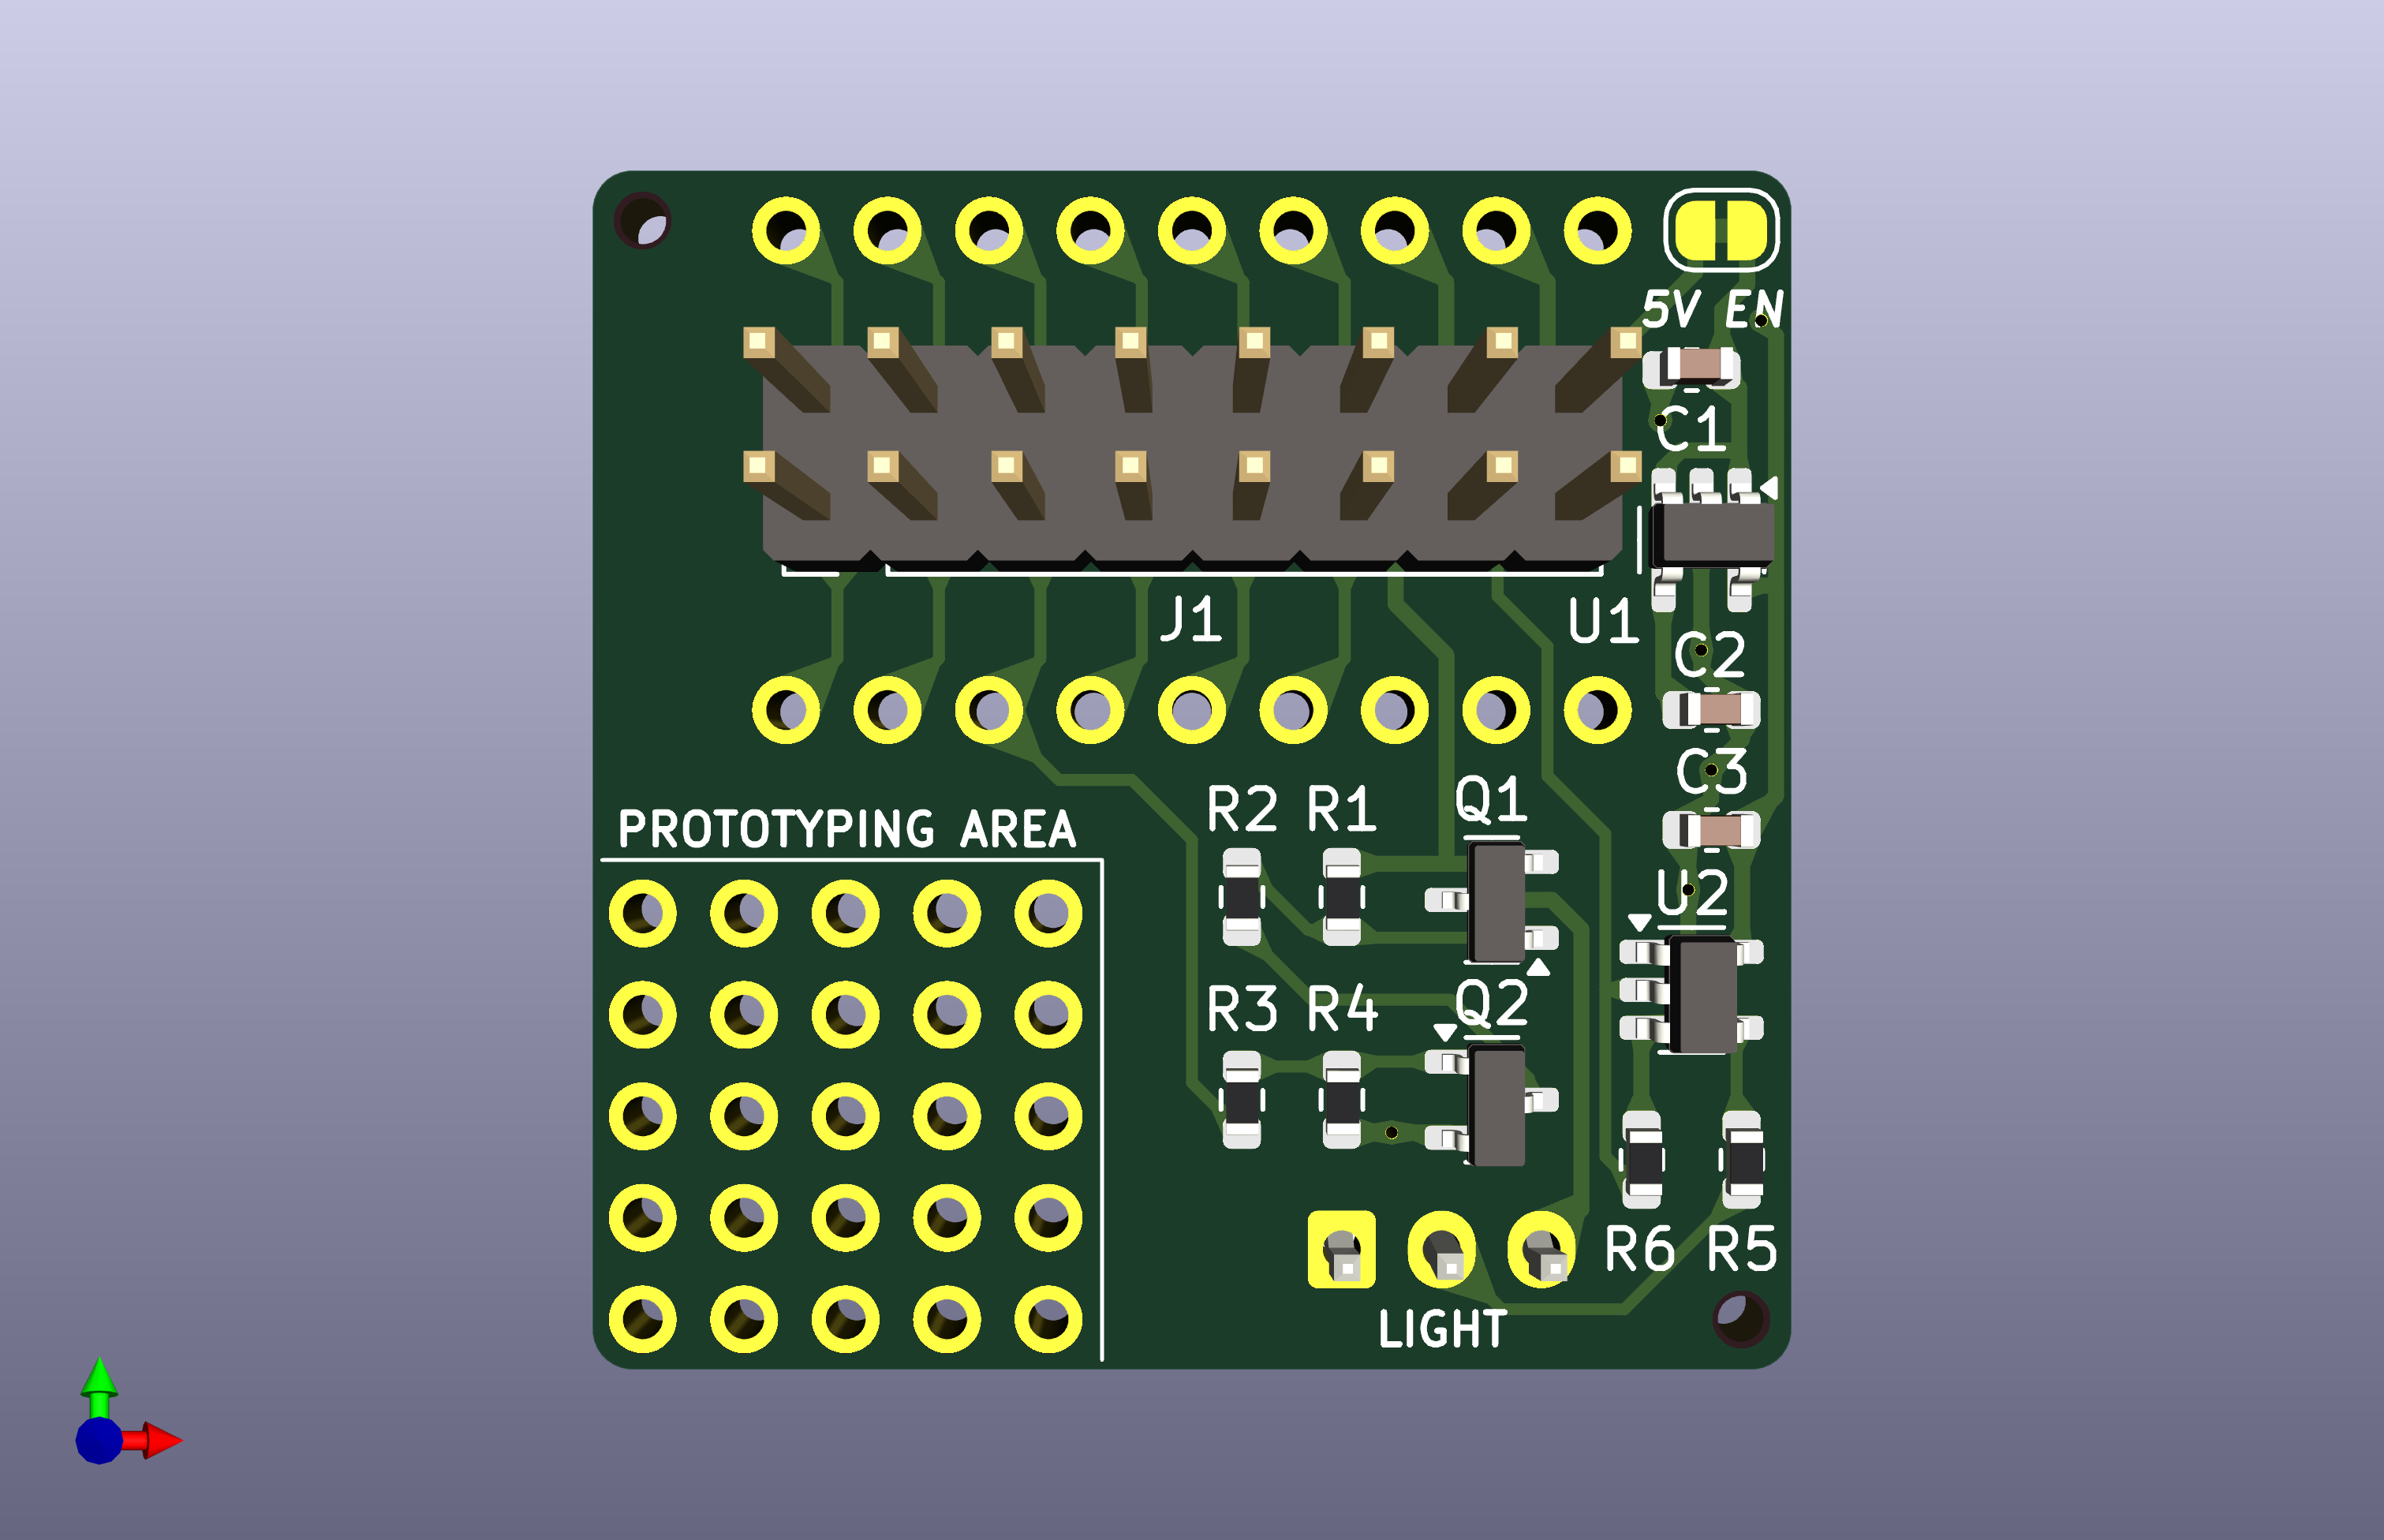 5V EN
C1
J1
U1
C2
C3
R2 R1 Q1
PROTOTYPING AREA
U2
R3 R4 Q2
R6 R5
LIGHT